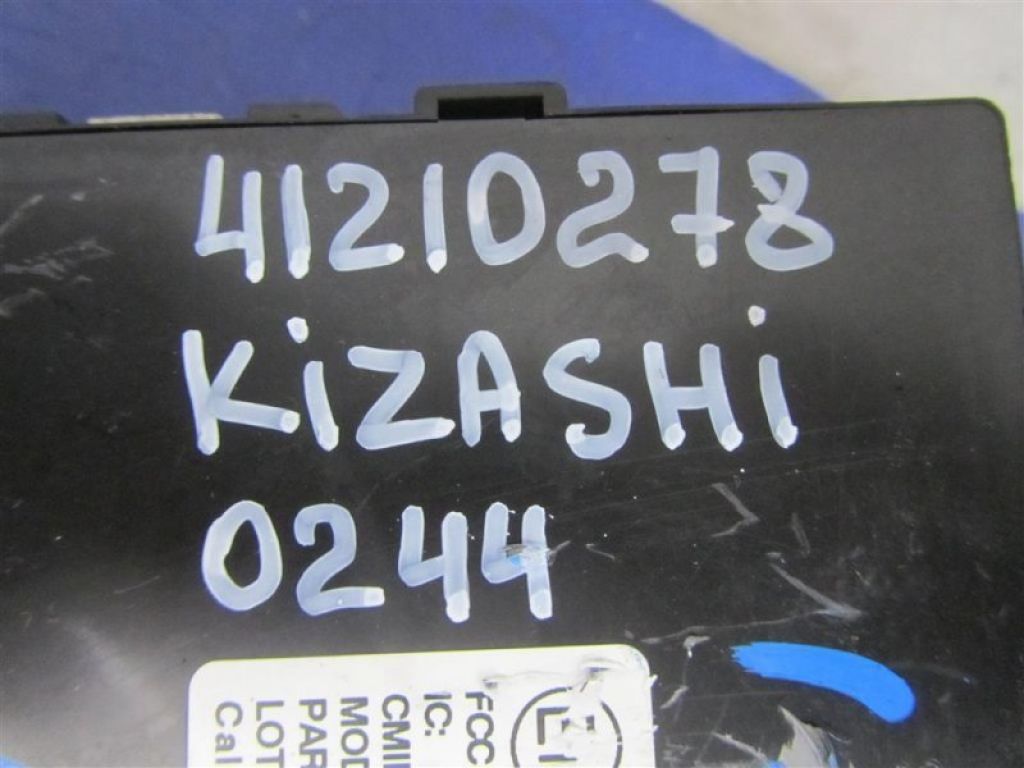 41210278
KiZASHi
0244
FCC
IC:
CMII
MOD
PAR
LOT
Cal